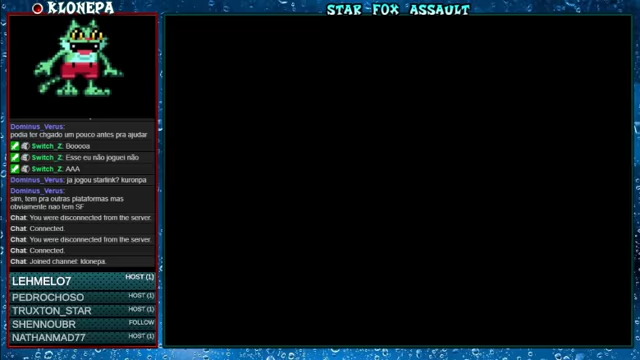 KLONEPA
STAR FOX ASSAULT
Dominus_Verus:
podia ter chgado um pouco antes pra ajudar
Switch_Z: Booooa
Switch_Z: Esse eu não joguei não
Switch_Z: AAA
Dominus_Verus: ja jogou starlink? kuronpa
Dominus_Verus:
sim, tem pra outras plataformas mas
obviamente nao tem SF
Chat: You were disconnected from the server.
Chat: Connected.
Chat: You were disconnected from the server.
Chat: Connected.
Chat: Joined channel: klonepa.
LEHMELO7 HOST (1)
PEDROCHOSO HOST (1)
TRUXTON_STAR HOST (1)
SHENNOUBR FOLLOW
NATHANMAD77 HOST (1)